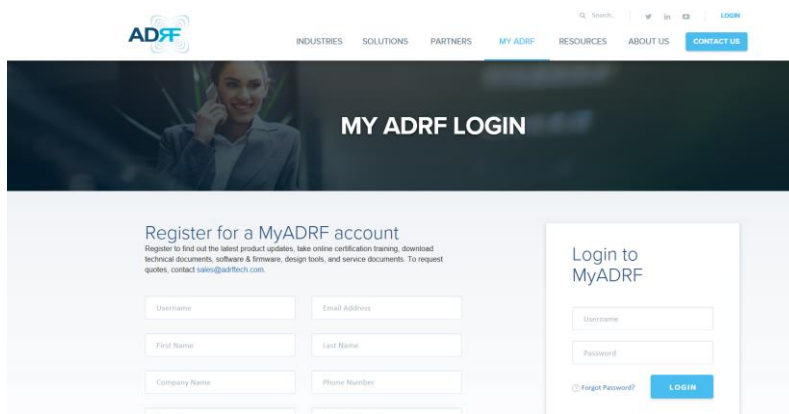 Search.
LOGIN
ADRF
INDUSTRIES SOLUTIONS PARTNERS MY ADRF RESOURCES ABOUT US CONTACT US
MY ADRF LOGIN
Register for a MyADRF account
Register to find out the latest product updates, take online certification training, download
technical documents, software & firmware, design tools, and service documents. To request
quotes, contact sales@adrftech.com.
Username Email Address
First Name Last Name
Company Name Phone Number
Login to
MyADRF
Username
Password
Forgot Password? LOGIN